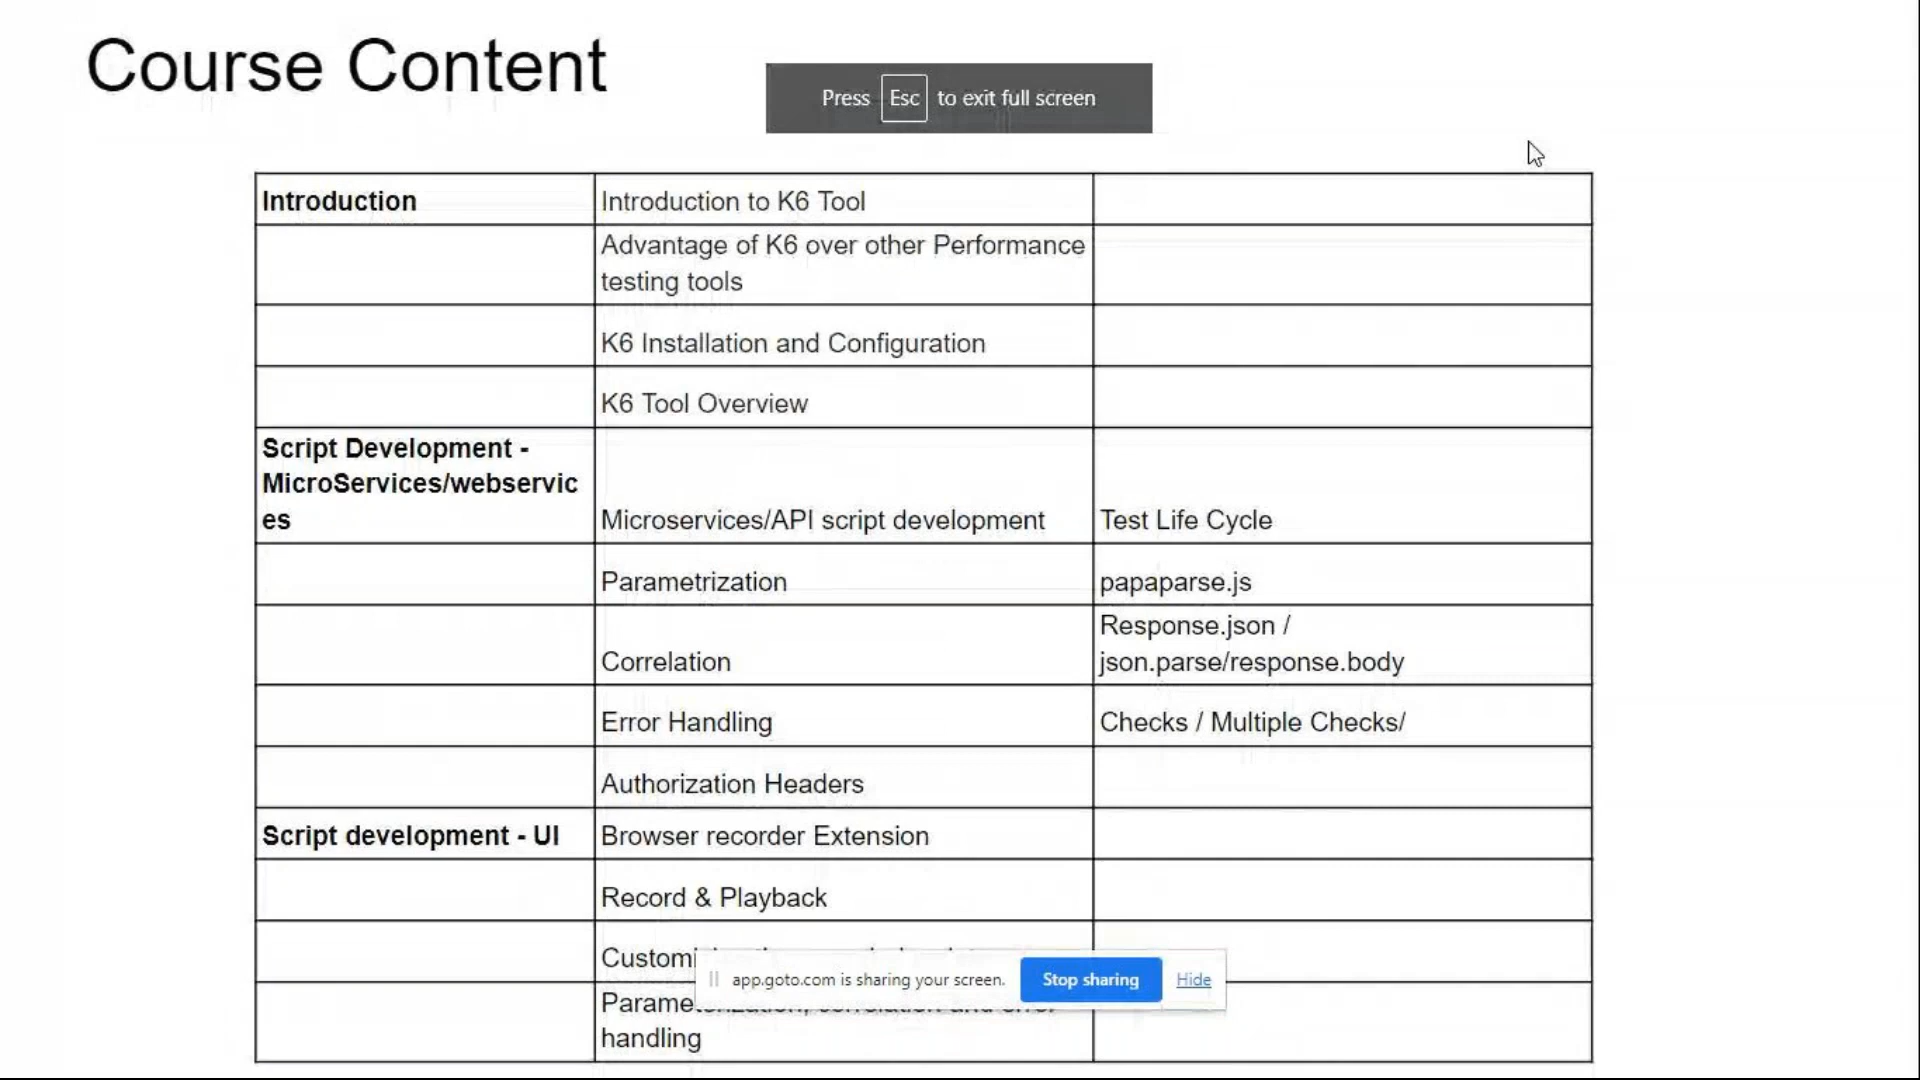 Course Content
Press Esc to exit full screen
Introduction
Introduction to K6 Tool
Advantage of K6 over other Performance
testing tools
K6 Installation and Configuration
K6 Tool Overview
Script Development -
MicroServices/webservic
es
Microservices/API script development
Test Life Cycle
Parametrization
papaparse.js
Correlation
Response.json /
json.parse/response.body
Error Handling
Checks / Multiple Checks/
Authorization Headers
Script development - UI
Browser recorder Extension
Record & Playback
app.goto.com is sharing your screen.
Stop sharing
Hide
handling